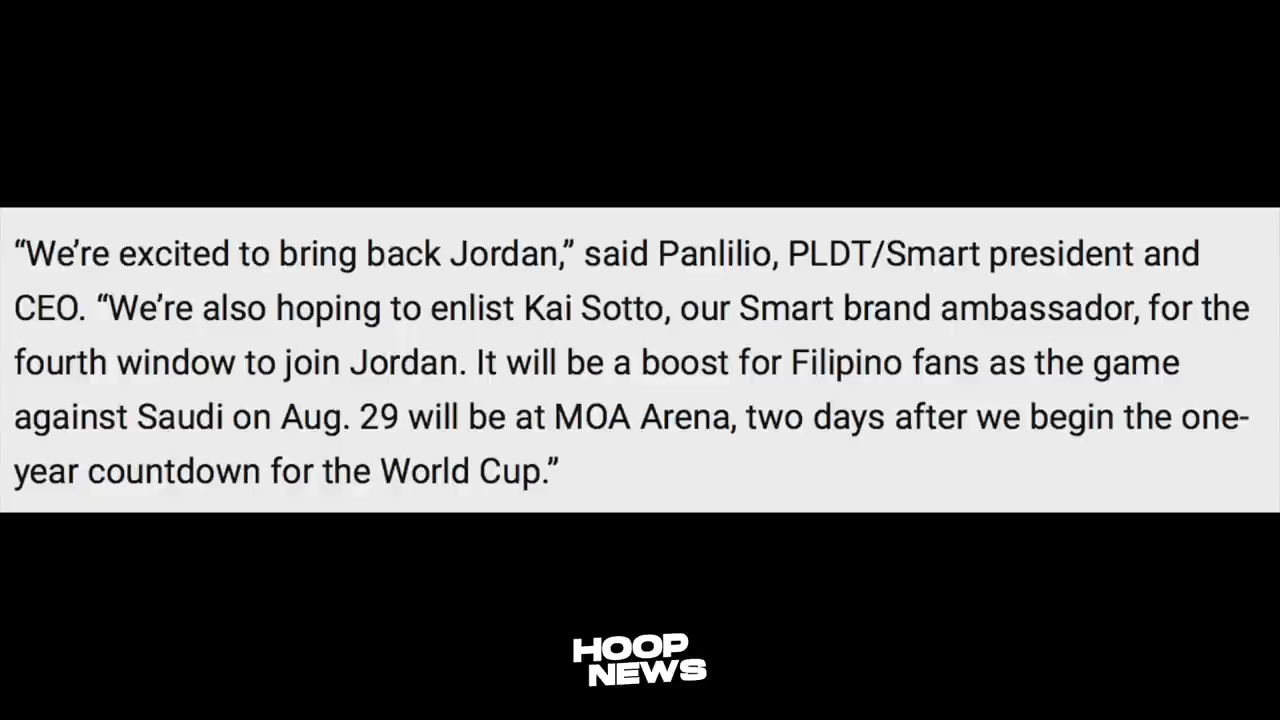 “We’re excited to bring back Jordan,” said Panlilio, PLDT/Smart president and
CEO. “We’re also hoping to enlist Kai Sotto, our Smart brand ambassador, for the
fourth window to join Jordan. It will be a boost for Filipino fans as the game
against Saudi on Aug. 29 will be at MOA Arena, two days after we begin the one-
year countdown for the World Cup.”
HOOP
NEWS